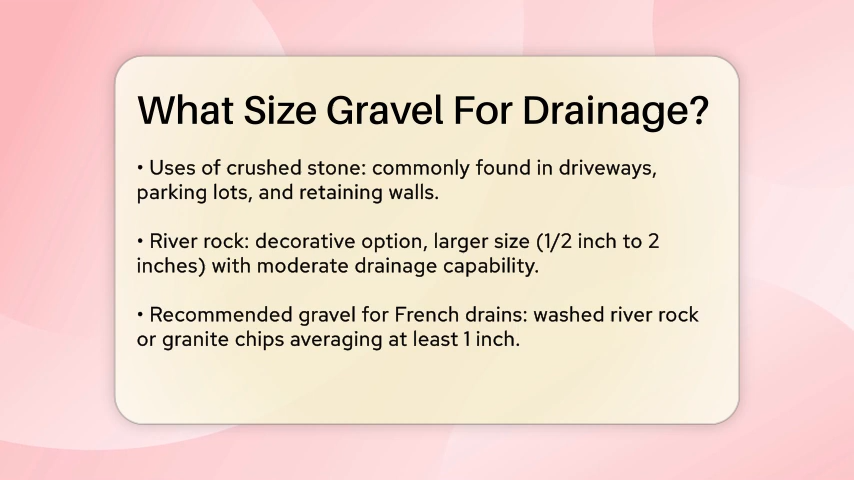 What Size Gravel For Drainage?
• Uses of crushed stone: commonly found in driveways,
parking lots, and retaining walls.
• River rock: decorative option, larger size (1/2 inch to 2
inches) with moderate drainage capability.
• Recommended gravel for French drains: washed river rock
or granite chips averaging at least 1 inch.